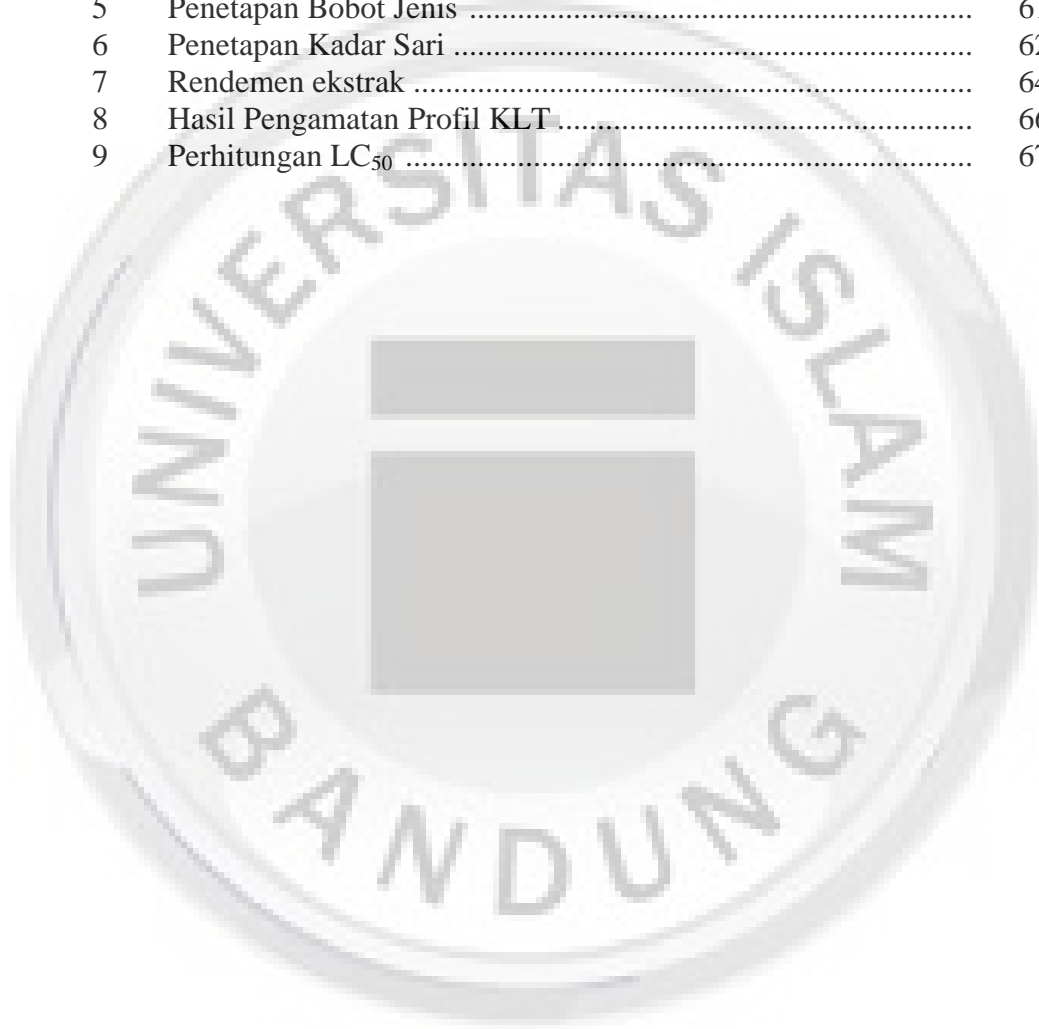 5 Penetapan Bobot Jenis ........................................................................
6 Penetapan Kadar Sari ..........................................................................
7 Rendemen ekstrak ................................................................................
8 Hasil Pengamatan Profil KLT ..............................................................
9 Perhitungan LC₅₀ .................................................................................
UNIVERSITAS ISLAM
BANDUNG